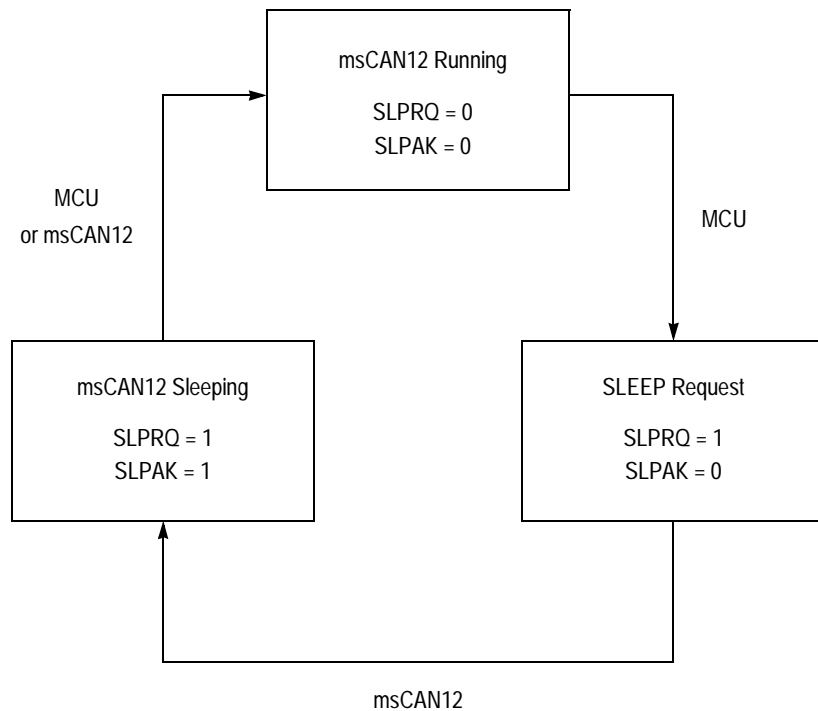 msCAN12 Running
SLPRQ = 0
SLPAK = 0
MCU
or msCAN12
MCU
msCAN12 Sleeping
SLPRQ = 1
SLPAK = 1
SLEEP Request
SLPRQ = 1
SLPAK = 0
msCAN12